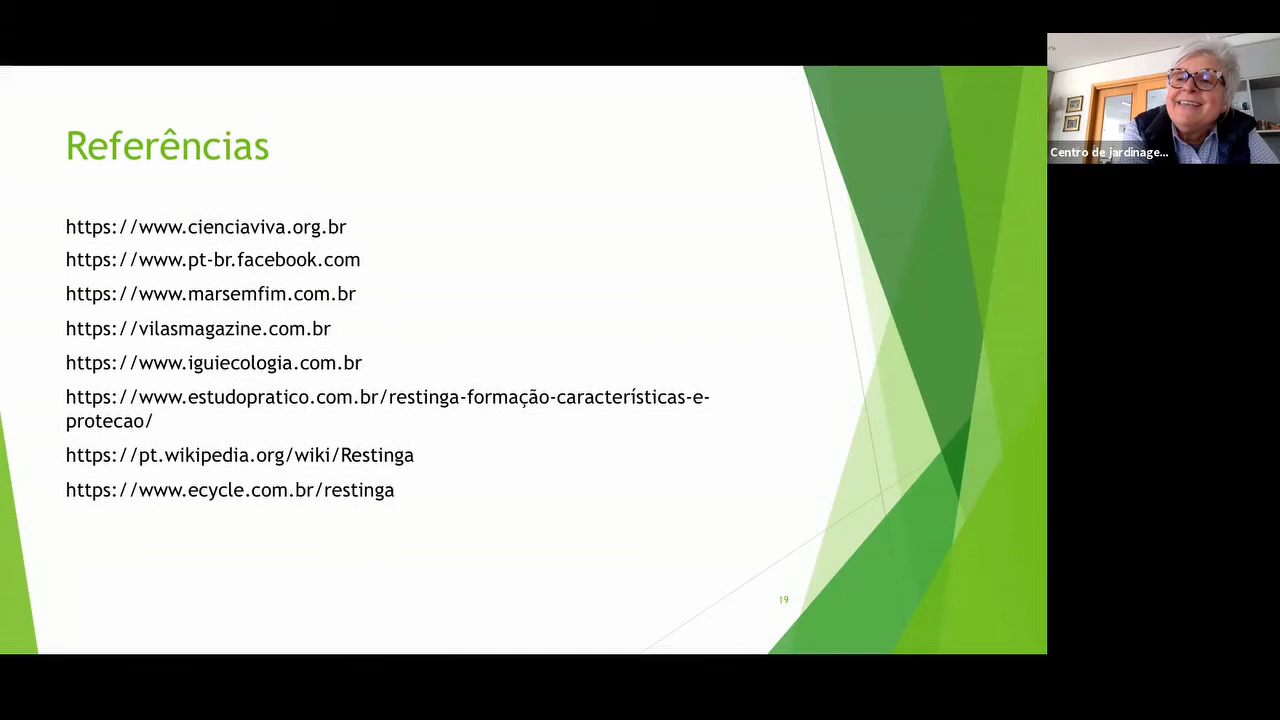 Referências
https://www.cienciaviva.org.br
https://www.pt-br.facebook.com
https://www.marsemfim.com.br
https://vilasmagazine.com.br
https://www.iguiecologia.com.br
https://www.estudopratico.com.br/restinga-formação-características-e-
protecao/
https://pt.wikipedia.org/wiki/Restinga
https://www.ecycle.com.br/restinga
19
Centro de jardinage...